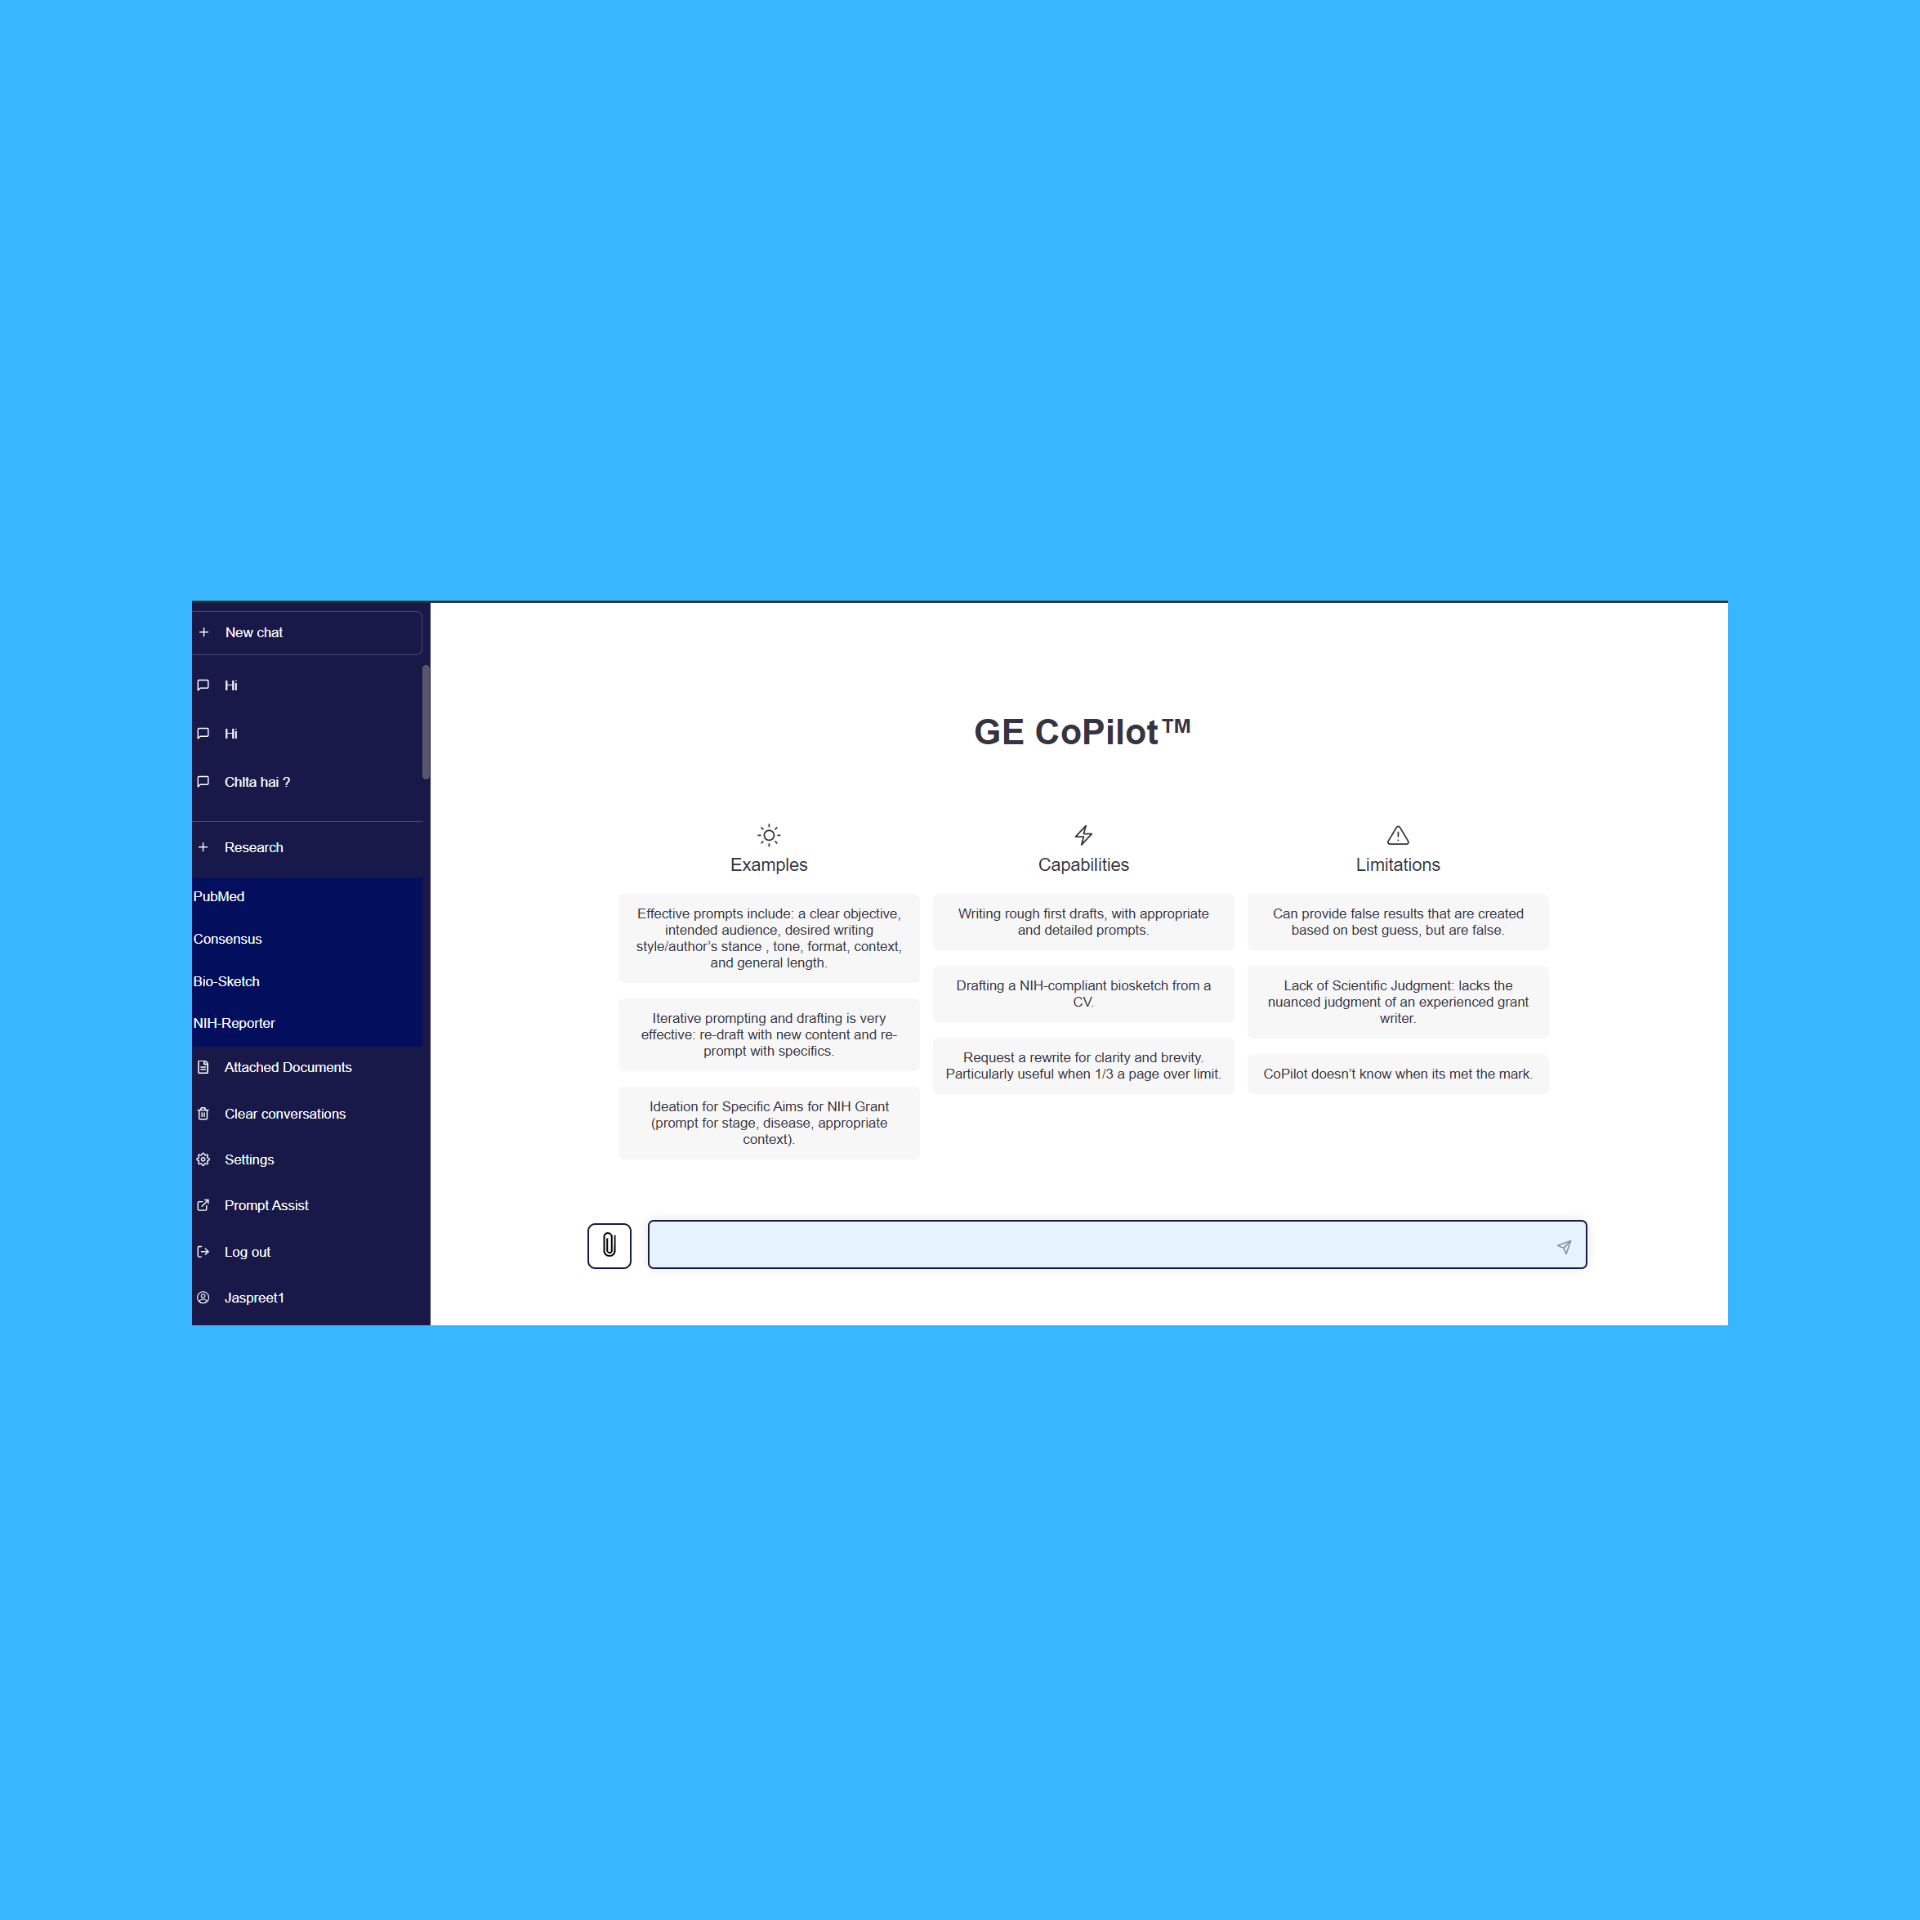 New chat
Hi
Hi
Chlta hai ?
Research
PubMed
Consensus
Bio-Sketch
NIH-Reporter
Attached Documents
Clear conversations
Settings
Prompt Assist
Log out
Jaspreet1
GE CoPilot™
Examples
Effective prompts include: a clear objective,
intended audience, desired writing
style/author’s stance , tone, format, context,
and general length.
Iterative prompting and drafting is very
effective: re-draft with new content and re-
prompt with specifics.
Ideation for Specific Aims for NIH Grant
(prompt for stage, disease, appropriate
context).
Capabilities
Writing rough first drafts, with appropriate
and detailed prompts.
Drafting a NIH-compliant biosketch from a
CV.
Request a rewrite for clarity and brevity.
Particularly useful when 1/3 a page over limit.
Limitations
Can provide false results that are created
based on best guess, but are false.
Lack of Scientific Judgment: lacks the
nuanced judgment of an experienced grant
writer.
CoPilot doesn’t know when its met the mark.